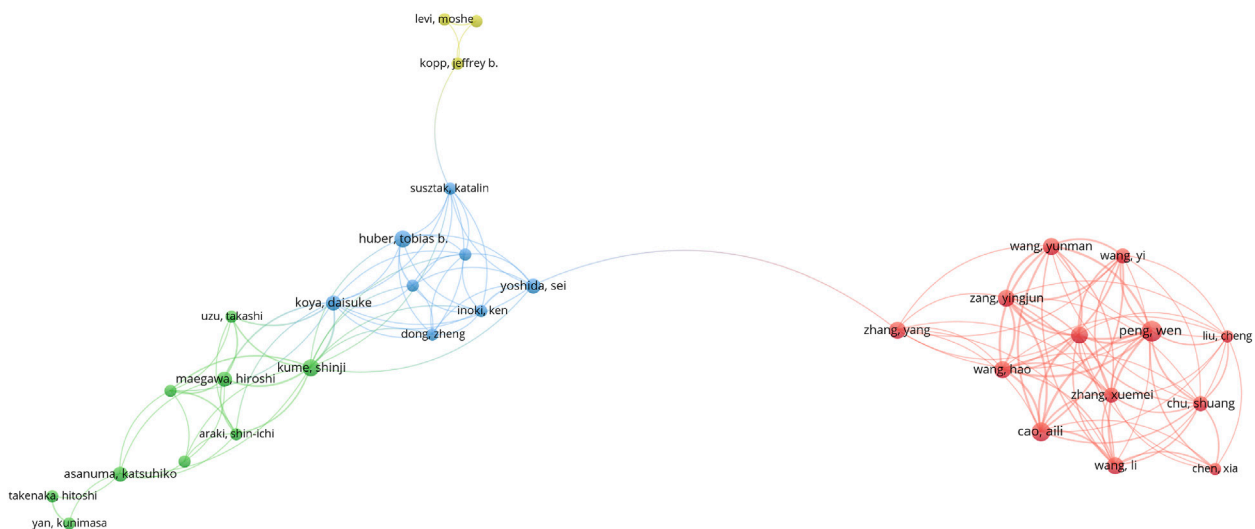 levi, moshe
kopp, jeffrey b.
susztak, katalin
huber, tobias b.
yoshida, sei
koya, daisuke
inoki, ken
dong, zheng
uzu, takashi
kume, shinji
maegawa, hiroshi
araki, shin-ichi
asanuma, katsuhiko
takenaka, hitoshi
yan, kunimasa
wang, yunman
wang, yi
zang, yingjun
zhang, yang
peng, wen
liu, cheng
wang, hao
zhang, xuemei
chu, shuang
cao, aili
wang, li
chen, xia